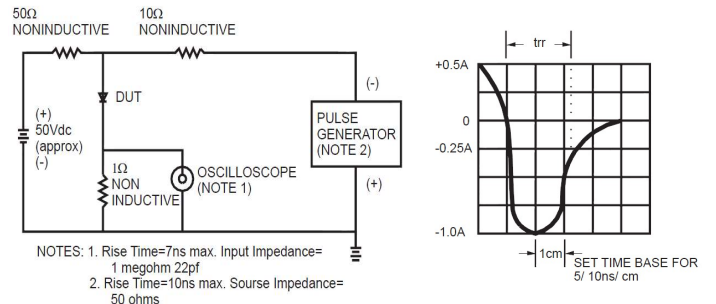 50Ω
NONINDUCTIVE
10Ω
NONINDUCTIVE
DUT
(+)
50Vdc
(approx)
(-)
1Ω
NON
INDUCTIVE
OSCILLOSCOPE
(NOTE 1)
(-)
PULSE
GENERATOR
(NOTE 2)
(+)
NOTES: 1. Rise Time=7ns max. Input Impedance=
1 megohm 22pf
2. Rise Time=10ns max. Sourse Impedance=
50 ohms
trr
+0.5A
0
-0.25A
-1.0A
1cm
SET TIME BASE FOR
5/ 10ns/ cm